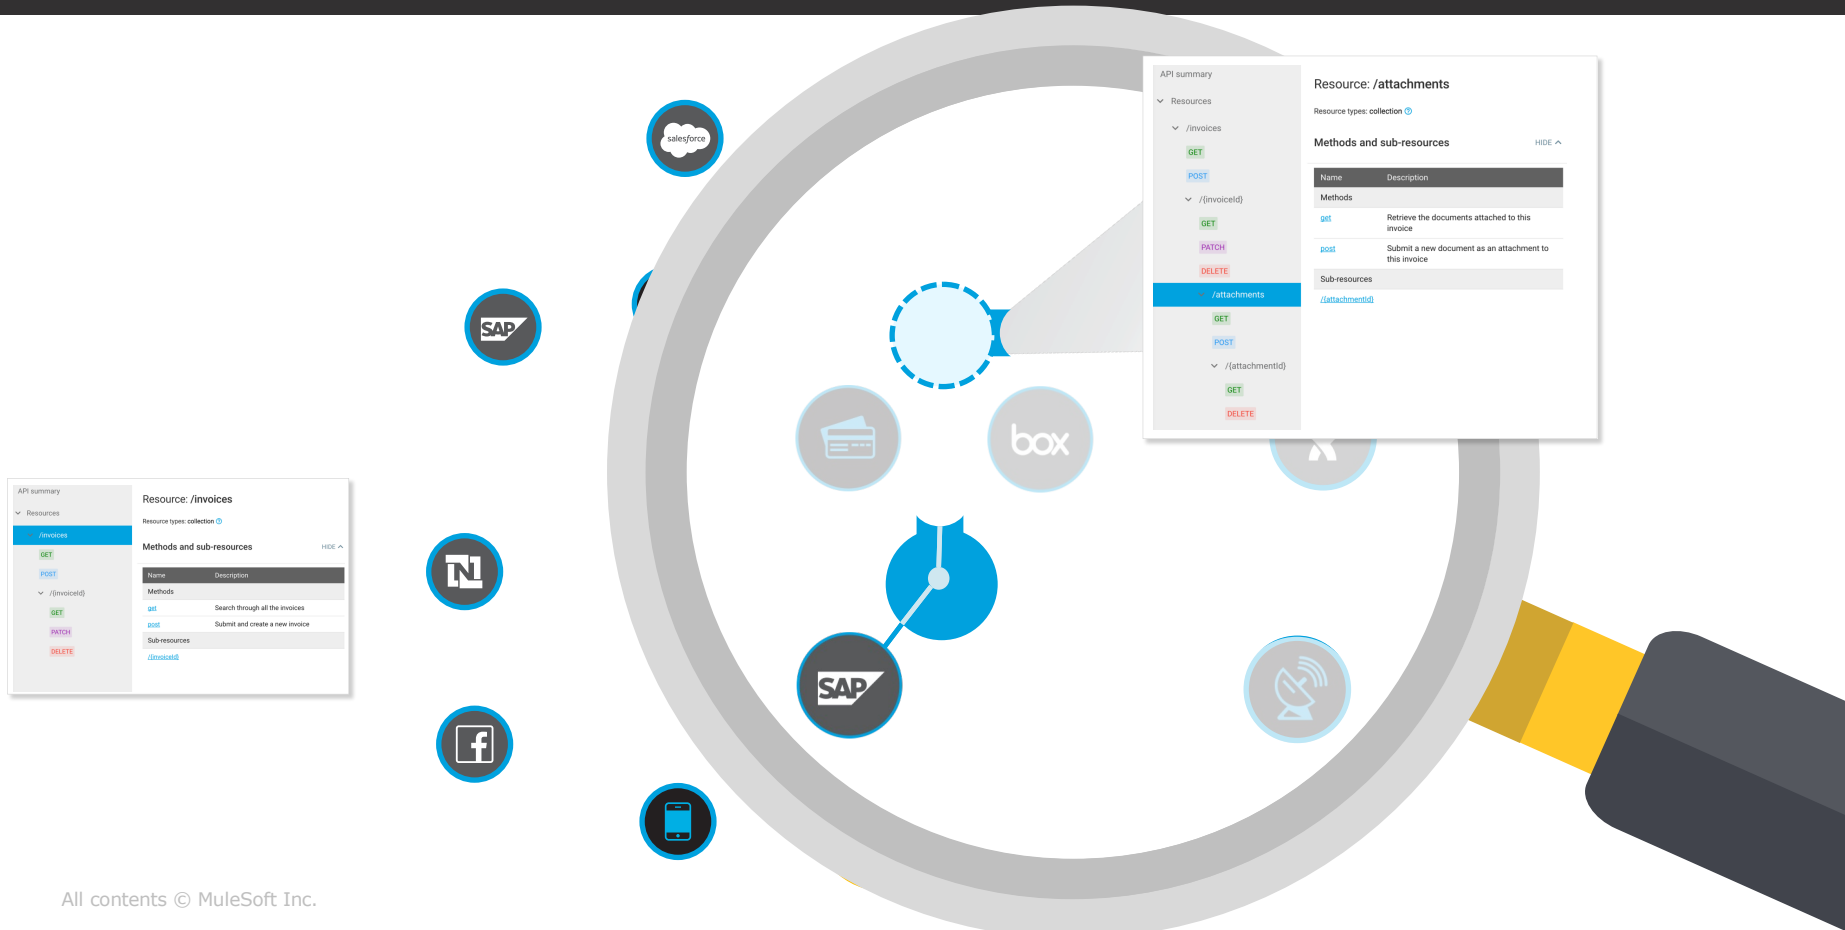 salesforce
SAP
N
f
box
SAP
API summary
Resources
/invoices
GET
POST
/{invoiceId}
GET
PATCH
DELETE
/attachments
GET
POST
/{attachmentId}
GET
DELETE
Resource: /attachments
Resource types: collection
Methods and sub-resources
HIDE
Name Description
Methods
get Retrieve the documents attached to this
invoice
post Submit a new document as an attachment to
this invoice
Sub-resources
/{attachmentId}
API summary
Resources
/invoices
GET
POST
/{invoiceId}
GET
PATCH
DELETE
Resource: /invoices
Resource types: collection
Methods and sub-resources
HIDE
Name Description
Methods
get Search through all the invoices
post Submit and create a new invoice
Sub-resources
/{invoiceId}
All contents © MuleSoft Inc.